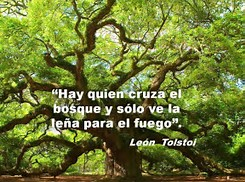 “Hay quien cruza el
bosque y sólo ve la
leña para el fuego”.
León Tolstoi